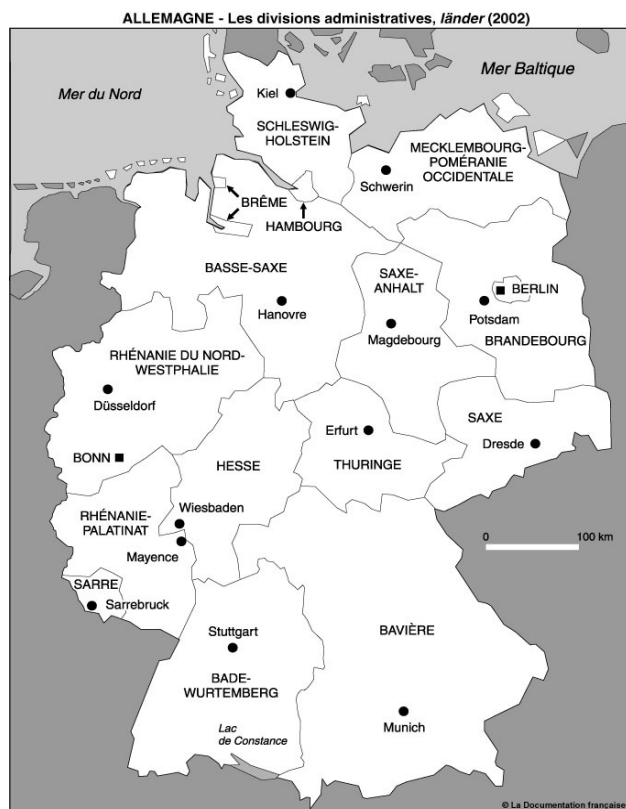 ALLEMAGNE - Les divisions administratives, länder (2002)
Mer du Nord
Mer Baltique
Kiel
SCHLESWIG-
HOLSTEIN
MECKLEMBOURG-
POMÉRANIE
OCCIDENTALE
Schwerin
BRÊME
HAMBOURG
BASSE-SAXE
Hanovre
SAXE-
ANHALT
Magdebourg
BERLIN
Potsdam
BRANDEBOURG
RHÉNANIE DU NORD-
WESTPHALIE
Düsseldorf
BONN
HESSE
Erfurt
THURINGE
SAXE
Dresde
Wiesbaden
RHÉNANIE-
PALATINAT
Mayence
0
100 km
SARRE
Sarrebruck
Stuttgart
BADE-
WURTEMBERG
BAVIÈRE
Lac
de Constance
Munich
© La Documentation française